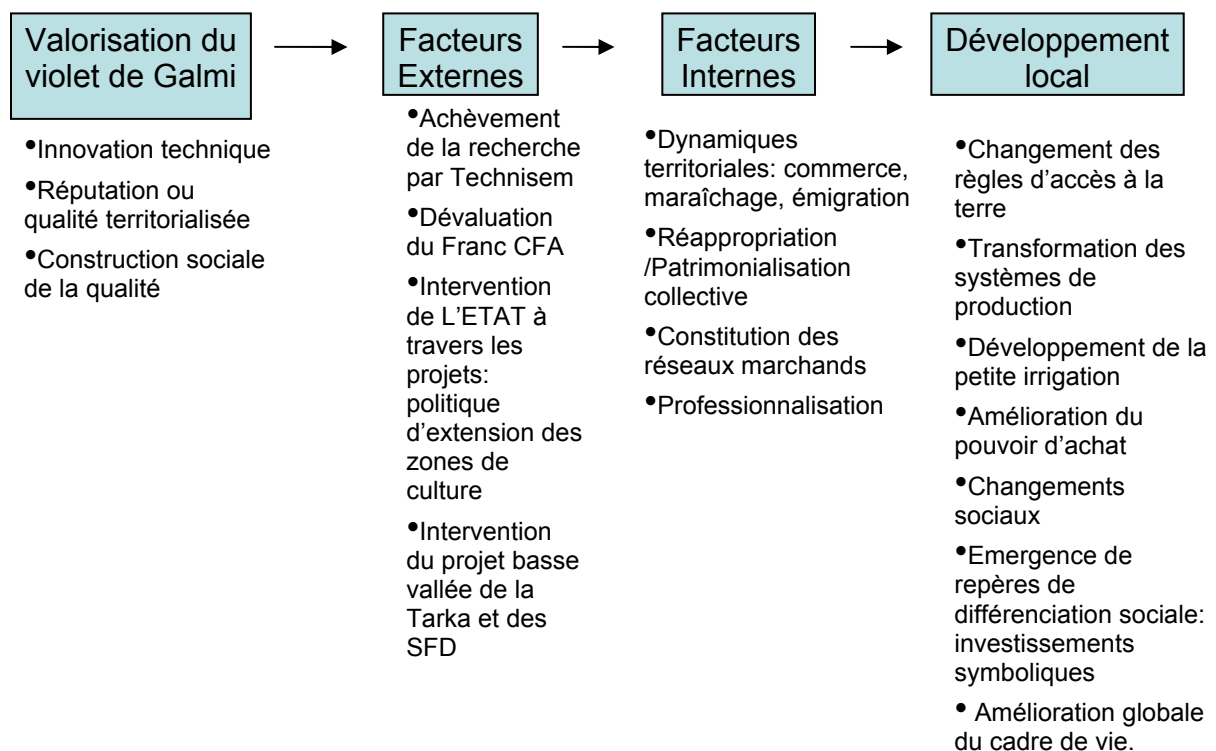 Valorisation du
violet de Galmi
•Innovation technique
•Réputation ou
qualité territorialisée
•Construction sociale
de la qualité
Facteurs
Externes
•Achèvement
de la recherche
par Technisem
•Dévaluation
du Franc CFA
•Intervention
de L’ETAT à
travers les
projets:
politique
d’extension des
zones de
culture
•Intervention
du projet basse
vallée de la
Tarka et des
SFD
Facteurs
Internes
•Dynamiques
territoriales: commerce,
maraîchage, émigration
•Réappropriation
/Patrimonialisation
collective
•Constitution des
réseaux marchands
•Professionnalisation
Développement
local
•Changement des
règles d’accès à la
terre
•Transformation des
systèmes de
production
•Développement de la
petite irrigation
•Amélioration du
pouvoir d’achat
•Changements
sociaux
•Emergence de
repères de
différenciation sociale:
investissements
symboliques
• Amélioration globale
du cadre de vie.